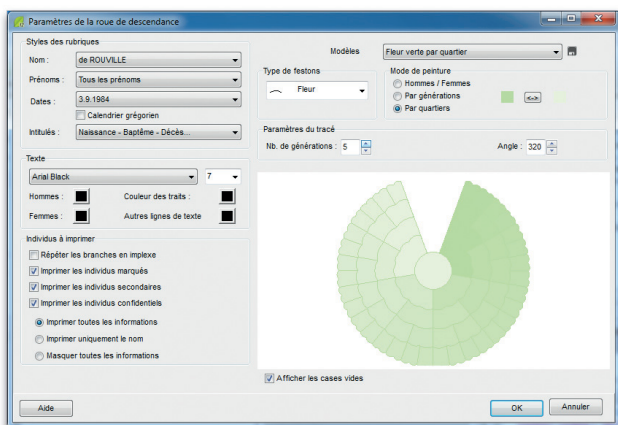 Paramètres de la roue de descendance
Styles des rubriques
Nom : de ROUVILLE
Prénoms : Tous les prénoms
Dates : 3.9.1984
Calendrier grégorien
Intitulés : Naissance - Baptême - Décès...
Texte
Arial Black 7
Hommes : Couleur des traits :
Femmes : Autres lignes de texte
Individus à imprimer
Répéter les branches en implexe
Imprimer les individus marqués
Imprimer les individus secondaires
Imprimer les individus confidentiels
Imprimer toutes les informations
Imprimer uniquement le nom
Masquer toutes les informations
Modèles Fleur verte par quartier
Type de festons
Fleur
Mode de peinture
Hommes / Femmes
Par générations
Par quartiers
<->
Paramètres du tracé
Nb. de générations : 5 Angle : 320
Afficher les cases vides
Aide OK Annuler